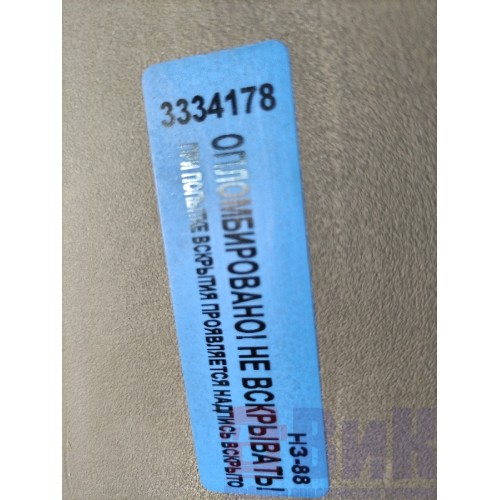 3334178
ОПЛОМБИРОВАНО! НЕ ВСКРЫВАТЬ!
ПРИ ПОПЫТКЕ ВСКРЫТИЯ ПРОЯВЛЯЕТСЯ НАДПИСЬ ВСКРЫТО
НЗ-88